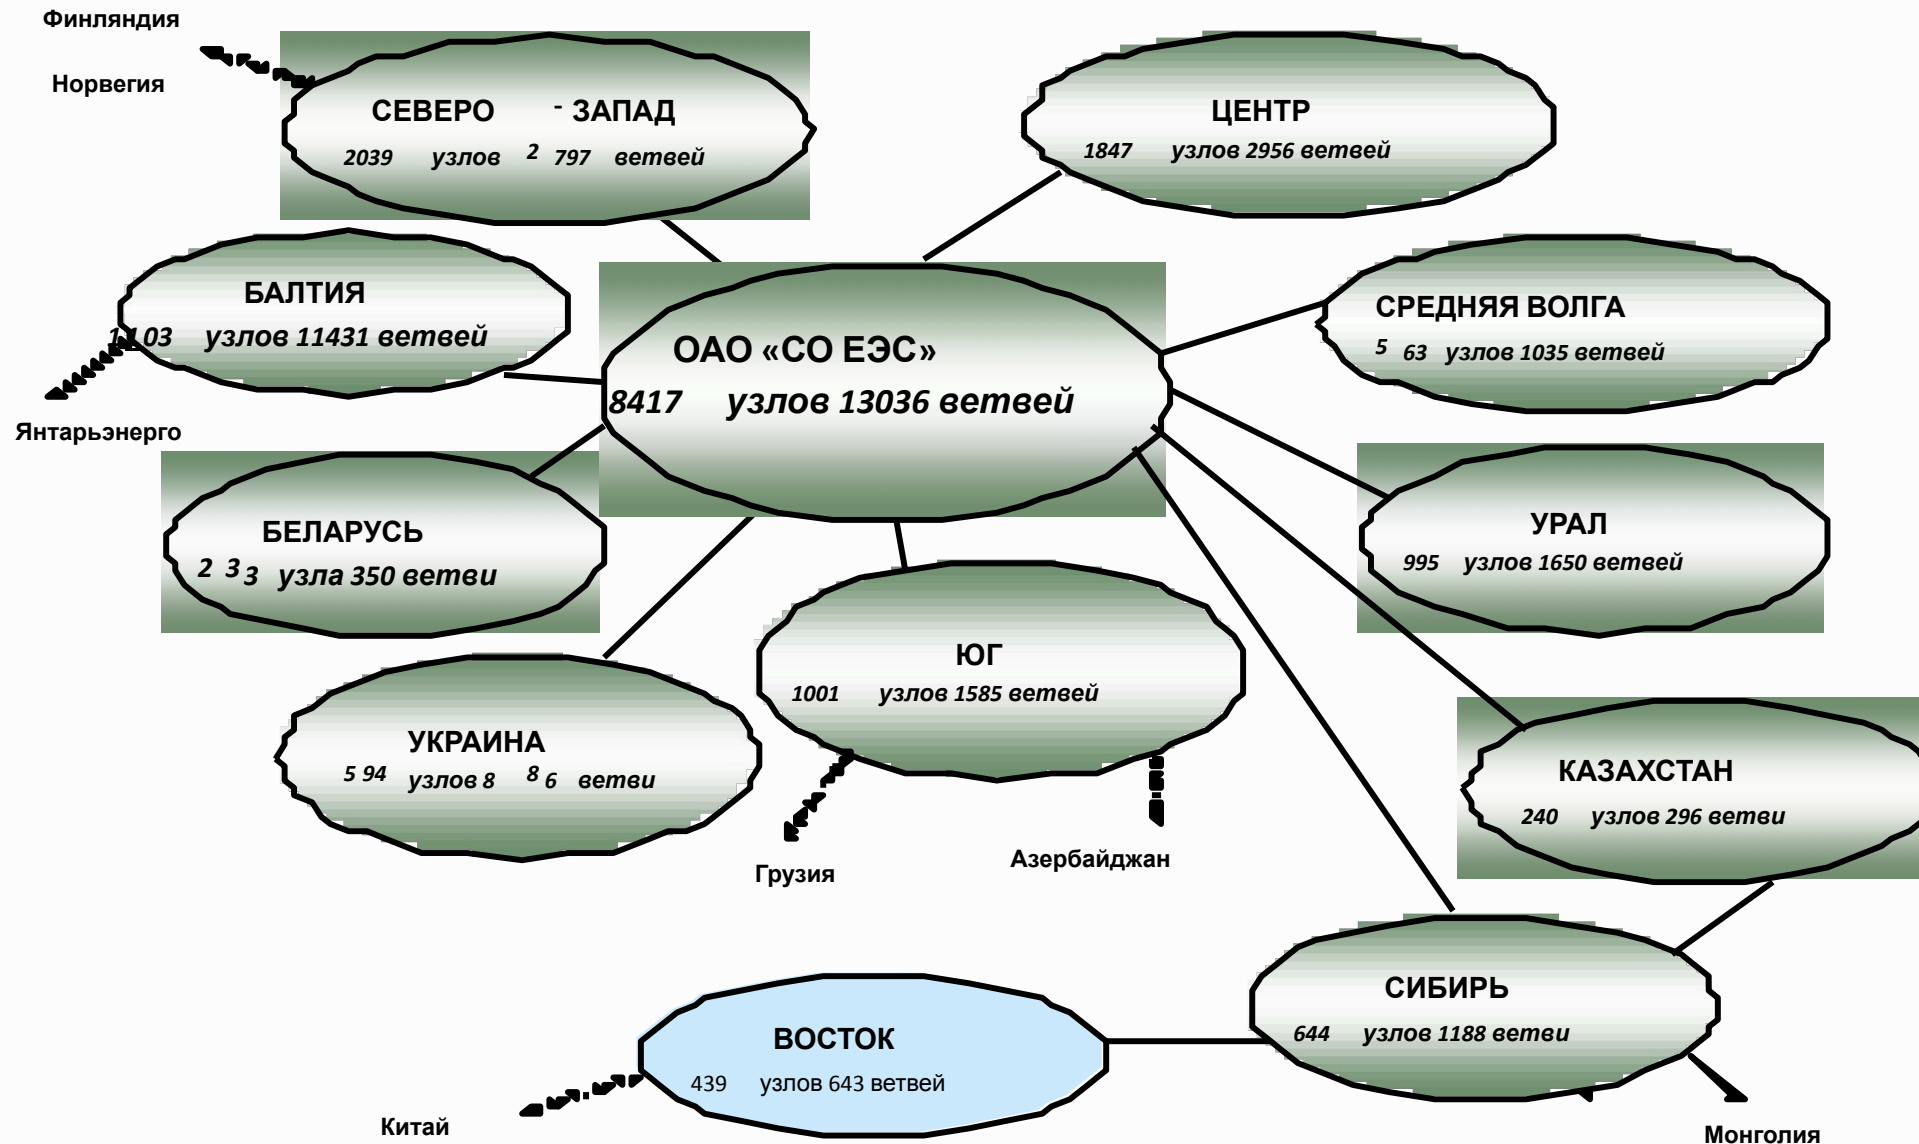 Финляндия
Норвегия
СЕВЕРО - ЗАПАД
2039 узлов 2 797 ветвей
ЦЕНТР
1847 узлов 2956 ветвей
БАЛТИЯ
1103 узлов 11431 ветвей
СРЕДНЯЯ ВОЛГА
5 63 узлов 1035 ветвей
ОАО «СО ЕЭС»
8417 узлов 13036 ветвей
Янтарьэнерго
БЕЛАРУСЬ
2 3 3 узла 350 ветви
УРАЛ
995 узлов 1650 ветвей
ЮГ
1001 узлов 1585 ветвей
УКРАИНА
5 94 узлов 8 8 6 ветви
КАЗАХСТАН
240 узлов 296 ветви
Грузия
Азербайджан
СИБИРЬ
644 узлов 1188 ветви
ВОСТОК
439 узлов 643 ветвей
Китай
Монголия